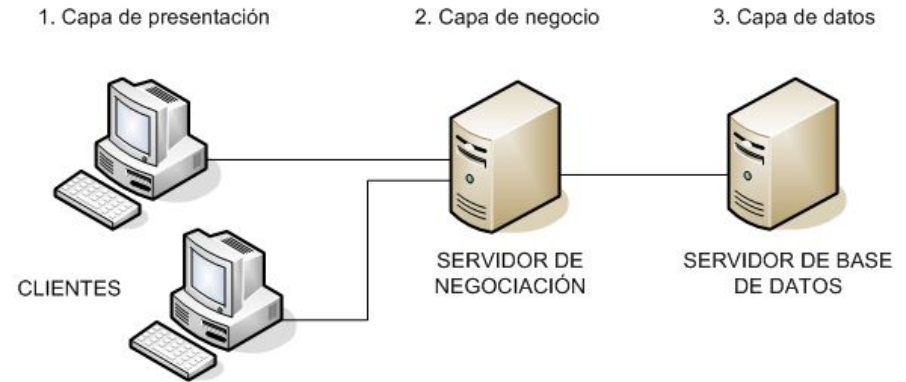 1. Capa de presentación
2. Capa de negocio
3. Capa de datos
CLIENTES
SERVIDOR DE
NEGOCIACIÓN
SERVIDOR DE BASE
DE DATOS